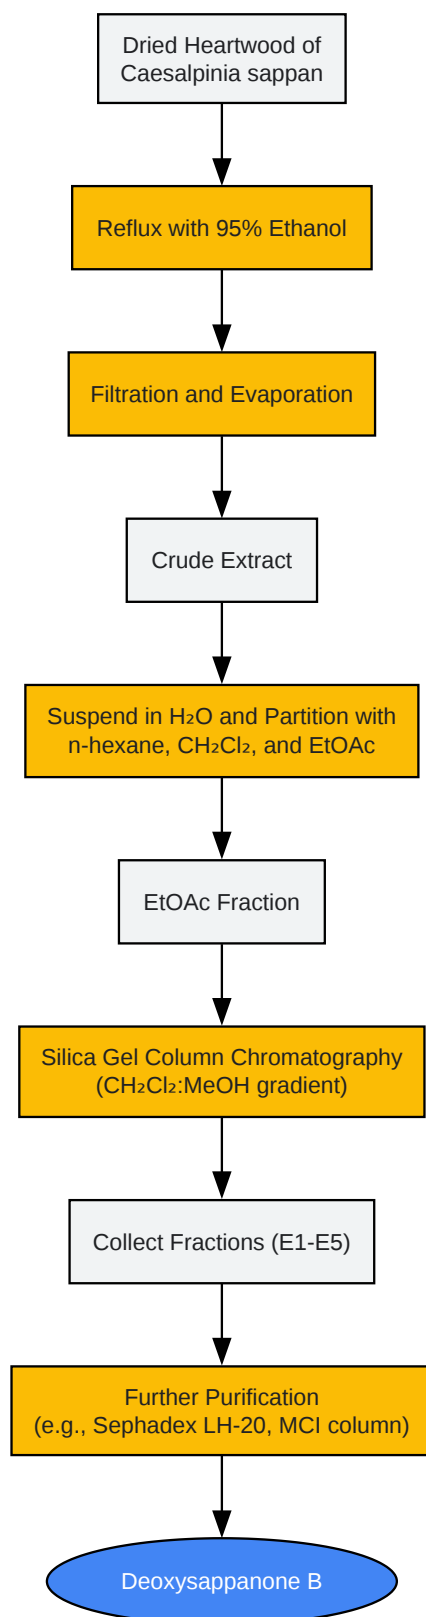 Dried Heartwood of
Caesalpinia sappan
Reflux with 95% Ethanol
Filtration and Evaporation
Crude Extract
Suspend in H₂O and Partition with
n-hexane, CH₂Cl₂, and EtOAc
EtOAc Fraction
Silica Gel Column Chromatography
(CH₂Cl₂:MeOH gradient)
Collect Fractions (E1-E5)
Further Purification
(e.g., Sephadex LH-20, MCI column)
Deoxysappanone B